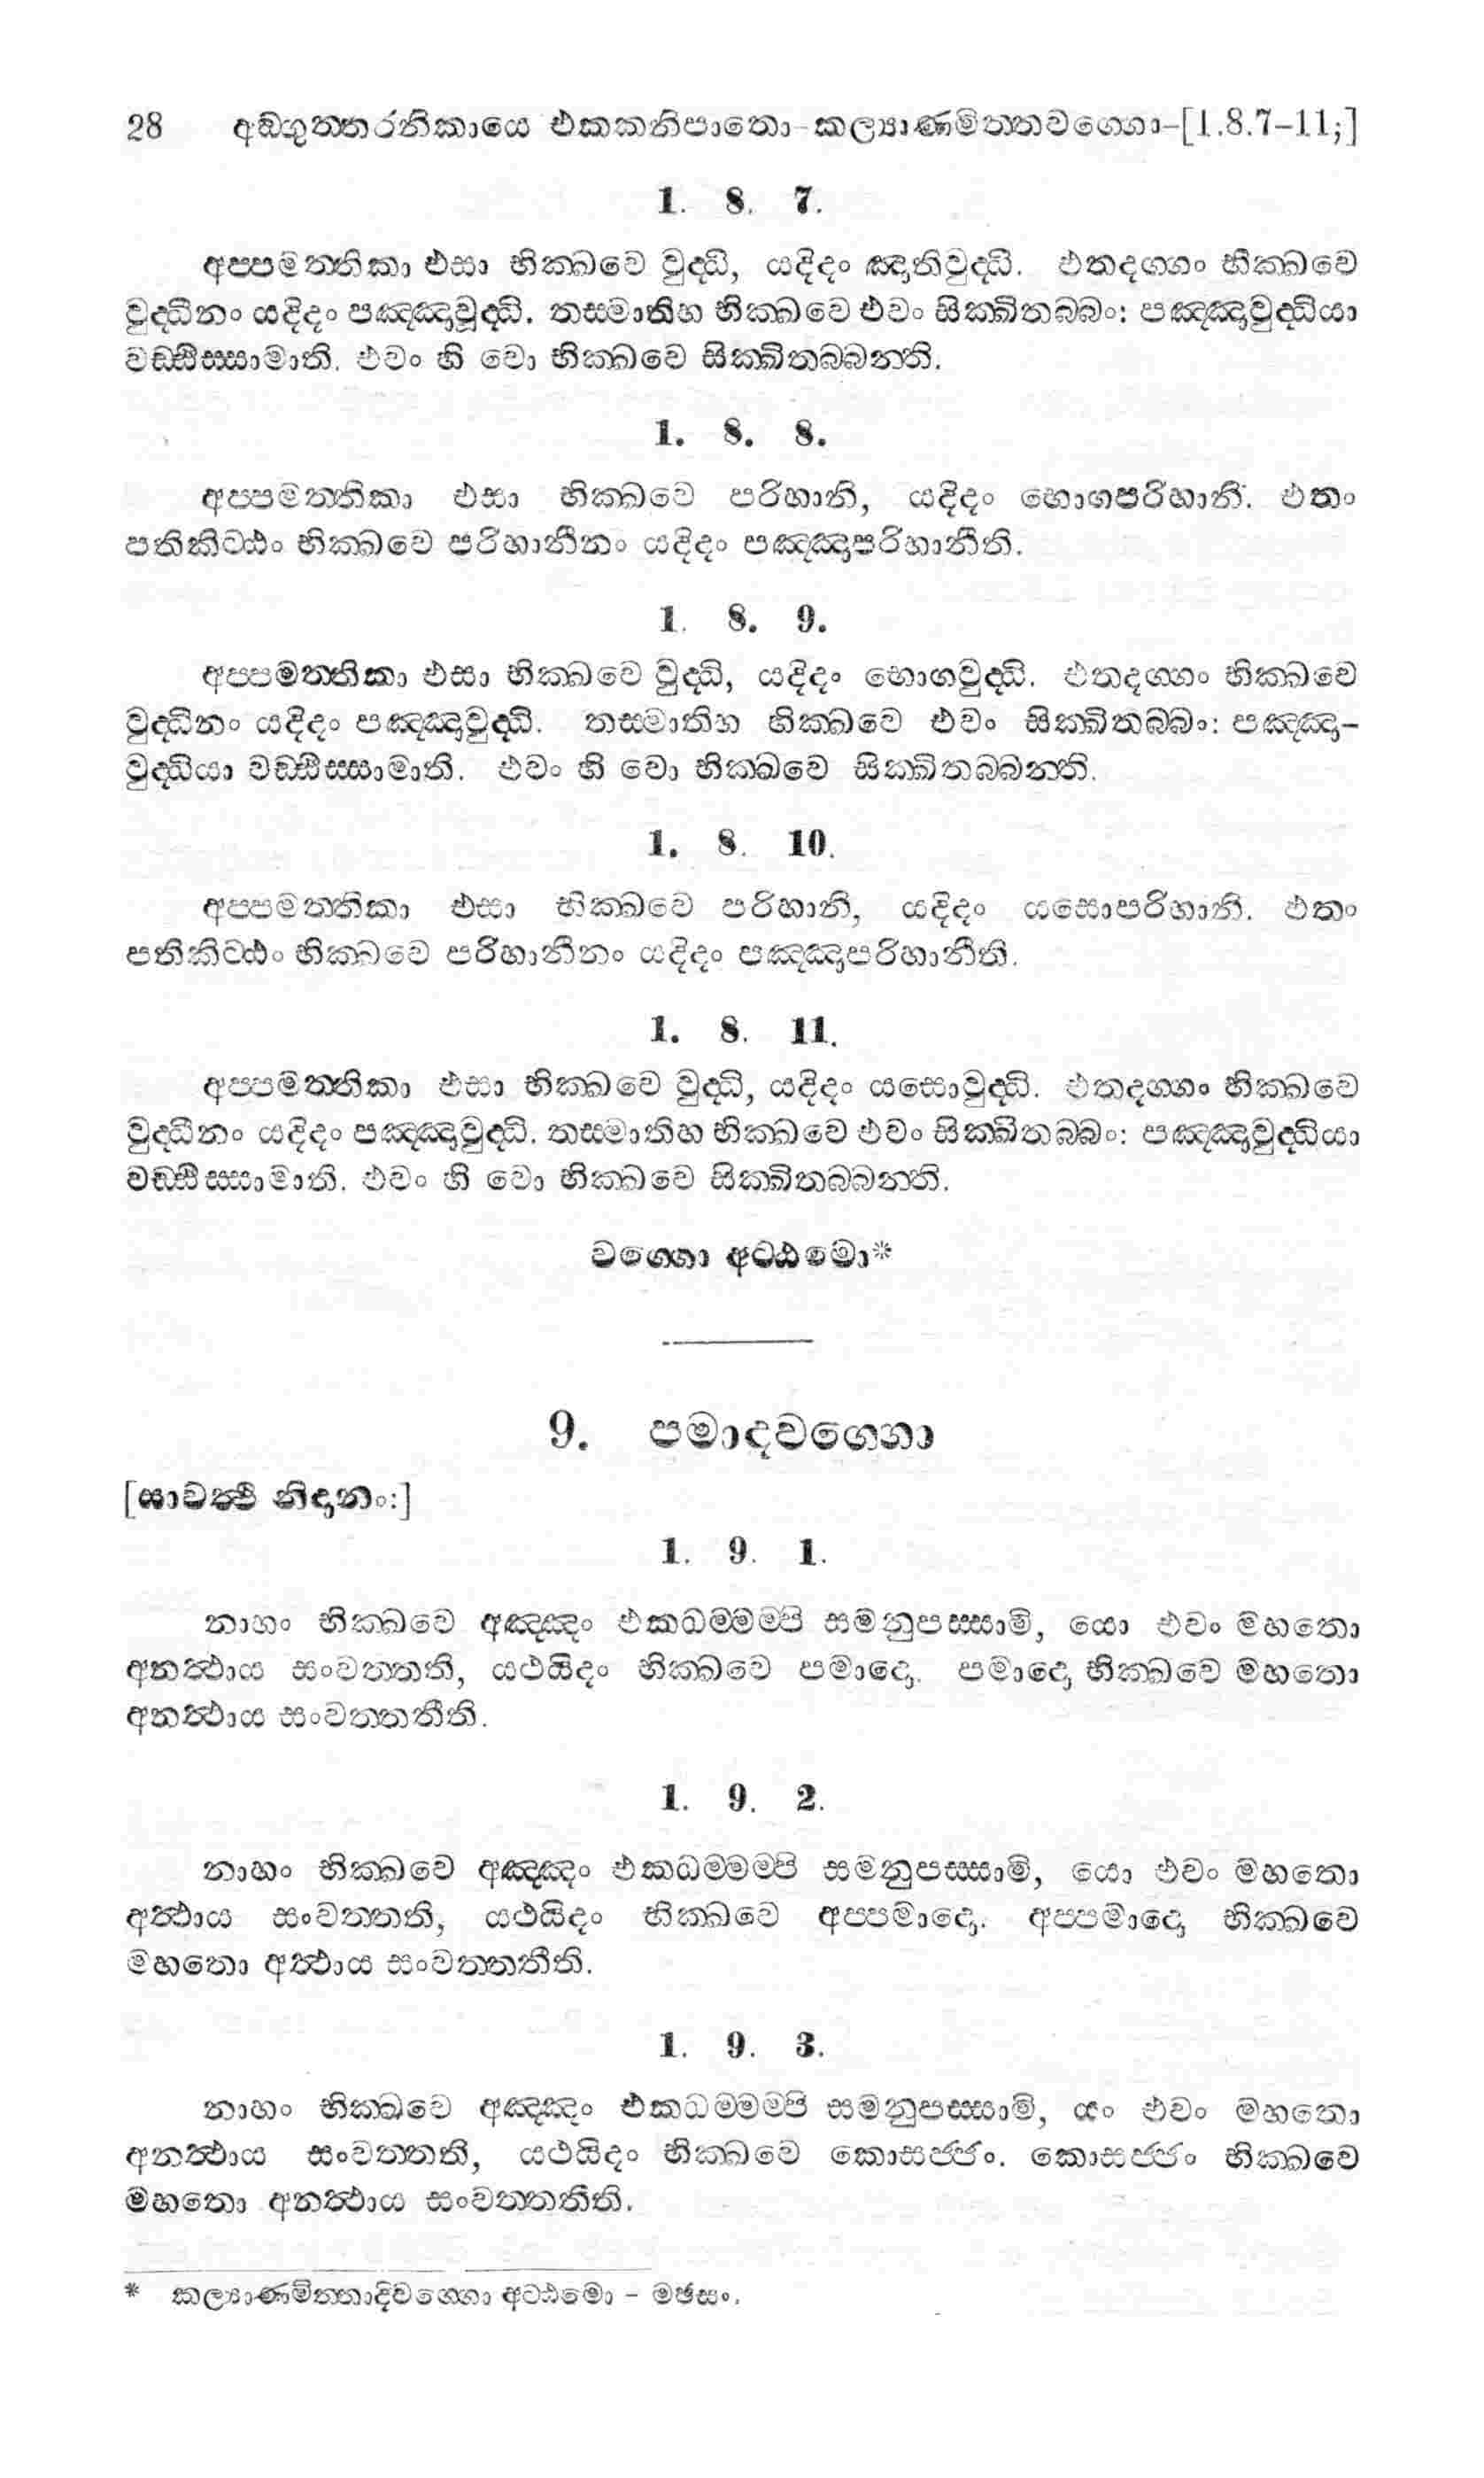 28 අඞ්ගුත්තරනිකායෙ එකකනිපාතො-කල්‍යාණමිත්තවග්ගො-[1.8.7-11;]
1. 8. 7.
අප්පමත්තිකා එසා භික්ඛවෙ වුද්ධි, යදිදං ඤාතිවුද්ධි. එතදග්ගං භික්ඛවෙ
වුද්ධීනං යදිදං පඤ්ඤාවුද්ධි. තස්මාතිහ භික්ඛවෙ එවං සික්ඛිතබ්බං: පඤ්ඤාවුද්ධියා
වඩ්ඪිස්සාමාති. එවං හි වො භික්ඛවෙ සික්ඛිතබ්බන්ති.
1. 8. 8.
අප්පමත්තිකා එසා භික්ඛවෙ පරිහානි, යදිදං භොගපරිහානි. එතං
පතිකිට්ඨං භික්ඛවෙ පරිහානීනං යදිදං පඤ්ඤාපරිහානීති.
1. 8. 9.
අප්පමත්තිකා එසා භික්ඛවෙ වුද්ධි, යදිදං භොගවුද්ධි. එතදග්ගං භික්ඛවෙ
වුද්ධීනං යදිදං පඤ්ඤාවුද්ධි. තස්මාතිහ භික්ඛවෙ එවං සික්ඛිතබ්බං: පඤ්ඤා-
වුද්ධියා වඩ්ඪිස්සාමාති. එවං හි වො භික්ඛවෙ සික්ඛිතබ්බන්ති.
1. 8. 10.
අප්පමත්තිකා එසා භික්ඛවෙ පරිහානි, යදිදං යසොපරිහානි. එතං
පතිකිට්ඨං භික්ඛවෙ පරිහානීනං යදිදං පඤ්ඤාපරිහානීති.
1. 8. 11.
අප්පමත්තිකා එසා භික්ඛවෙ වුද්ධි, යදිදං යසොවුද්ධි. එතදග්ගං භික්ඛවෙ
වුද්ධීනං යදිදං පඤ්ඤාවුද්ධි. තස්මාතිහ භික්ඛවෙ එවං සික්ඛිතබ්බං: පඤ්ඤාවුද්ධියා
වඩ්ඪිස්සාමාති. එවං හි වො භික්ඛවෙ සික්ඛිතබ්බන්ති.
වග්ගො අට්ඨමො*
9. පමාදවග්ගො
[සාවත්ථි නිදානං:]
1. 9. 1.
නාහං භික්ඛවෙ අඤ්ඤං එකධම්මම්පි සමනුපස්සාමි, යො එවං මහතො
අනත්ථාය සංවත්තති, යථයිදං භික්ඛවෙ පමාදො. පමාදො භික්ඛවෙ මහතො
අනත්ථාය සංවත්තතීති.
1. 9. 2.
නාහං භික්ඛවෙ අඤ්ඤං එකධම්මම්පි සමනුපස්සාමි, යො එවං මහතො
අත්ථාය සංවත්තති, යථයිදං භික්ඛවෙ අප්පමාදො. අප්පමාදො භික්ඛවෙ
මහතො අත්ථාය සංවත්තතීති.
1. 9. 3.
නාහං භික්ඛවෙ අඤ්ඤං එකධම්මම්පි සමනුපස්සාමි, යං එවං මහතො
අනත්ථාය සංවත්තති, යථයිදං භික්ඛවෙ කොසජ්ජං. කොසජ්ජං භික්ඛවෙ
මහතො අනත්ථාය සංවත්තතීති.
* කල්‍යාණමිත්තාදිවග්ගො අට්ඨමො - මඡසං.